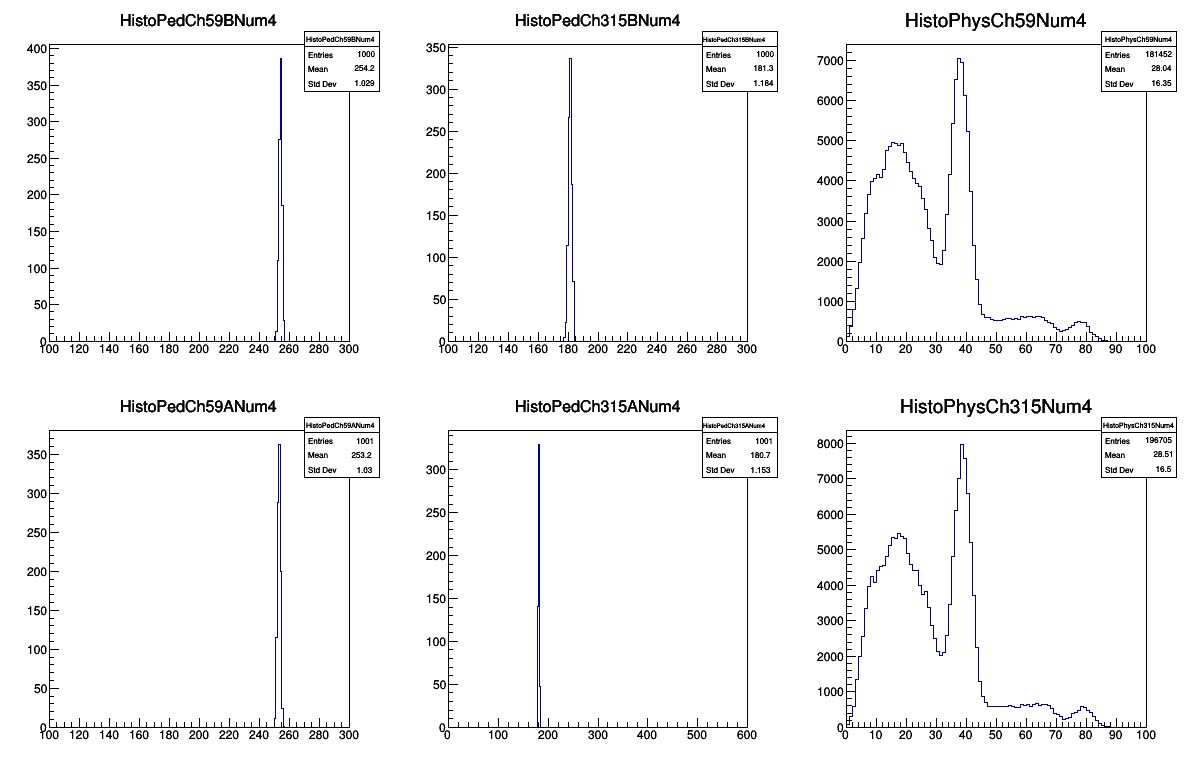 HistoPedCh59BNum4
HistoPedCh59BNum4
Entries 1000
Mean 254.2
Std Dev 1.029
400
350
300
250
200
150
100
50
0
100 120 140 160 180 200 220 240 260 280 300
HistoPedCh315BNum4
HistoPedCh315BNum4
Entries 1000
Mean 181.3
Std Dev 1.184
350
300
250
200
150
100
50
0
100 120 140 160 180 200 220 240 260 280 300
HistoPhysCh59Num4
HistoPhysCh59Num4
Entries 181452
Mean 28.04
Std Dev 16.35
7000
6000
5000
4000
3000
2000
1000
0
0 10 20 30 40 50 60 70 80 90 100
HistoPedCh59ANum4
HistoPedCh59ANum4
Entries 1001
Mean 253.2
Std Dev 1.03
350
300
250
200
150
100
50
0
100 120 140 160 180 200 220 240 260 280 300
HistoPedCh315ANum4
HistoPedCh315ANum4
Entries 1001
Mean 180.7
Std Dev 1.153
300
250
200
150
100
50
0
0 100 200 300 400 500 600
HistoPhysCh315Num4
HistoPhysCh315Num4
Entries 196705
Mean 28.51
Std Dev 16.5
8000
7000
6000
5000
4000
3000
2000
1000
0
0 10 20 30 40 50 60 70 80 90 100